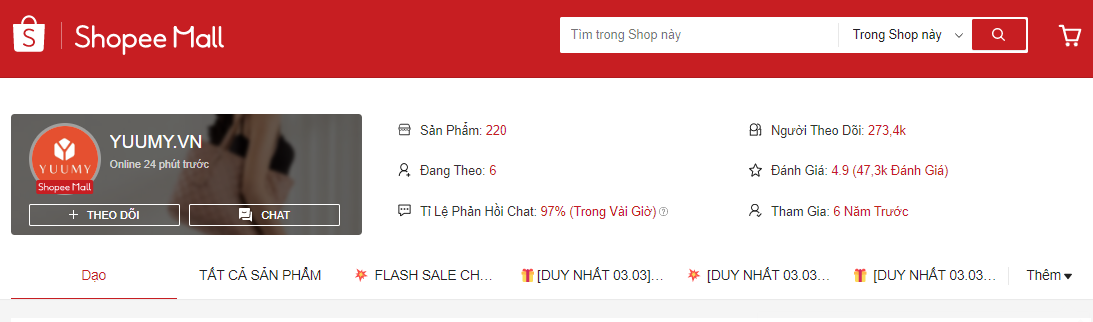 S
Shopee Mall
Tìm trong Shop này
Trong Shop này
YUUMY
Shopee Mall
YUUMY.VN
Online 24 phút trước
+ THEO DÕI
CHAT
Sản Phẩm: 220
Người Theo Dõi: 273,4k
Đang Theo: 6
Đánh Giá: 4.9 (47,3k Đánh Giá)
Tỉ Lệ Phản Hồi Chat: 97% (Trong Vài Giờ) ?
Tham Gia: 6 Năm Trước
Dạo
TẤT CẢ SẢN PHẨM
FLASH SALE CH...
[DUY NHẤT 03.03]...
[DUY NHẤT 03.03...
[DUY NHẤT 03.03...
Thêm